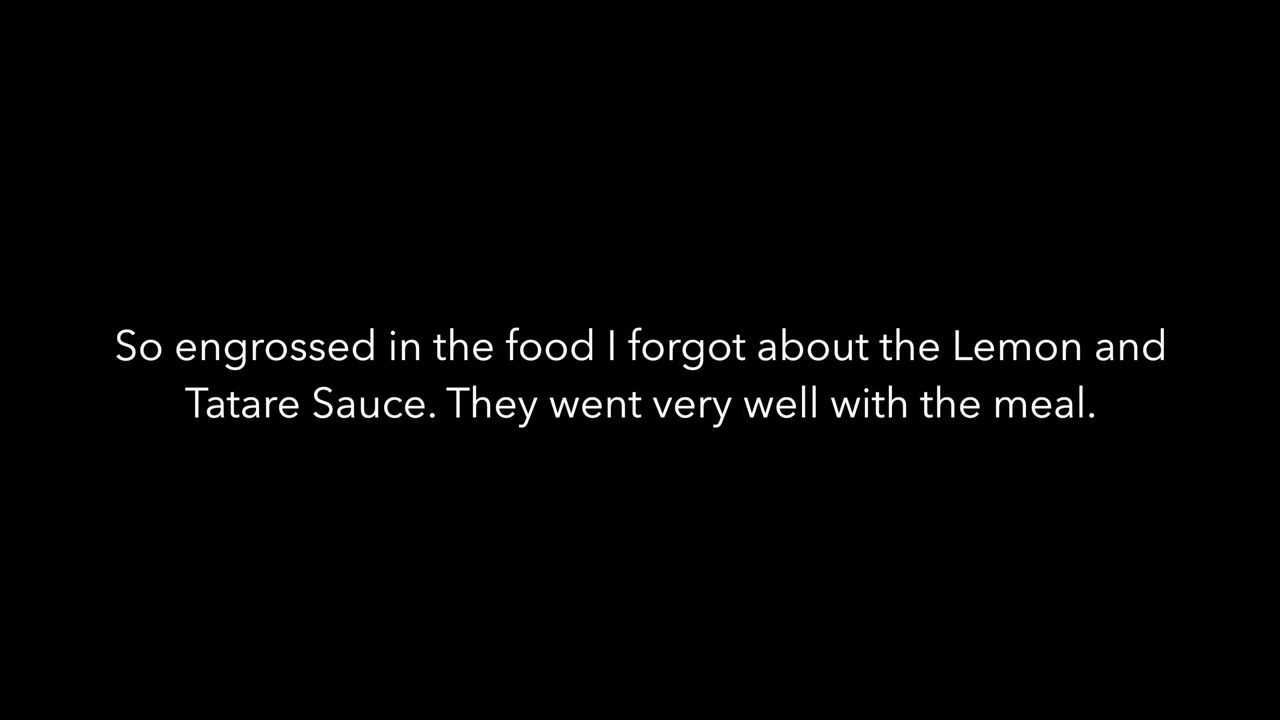 So engrossed in the food I forgot about the Lemon and
Tatare Sauce. They went very well with the meal.